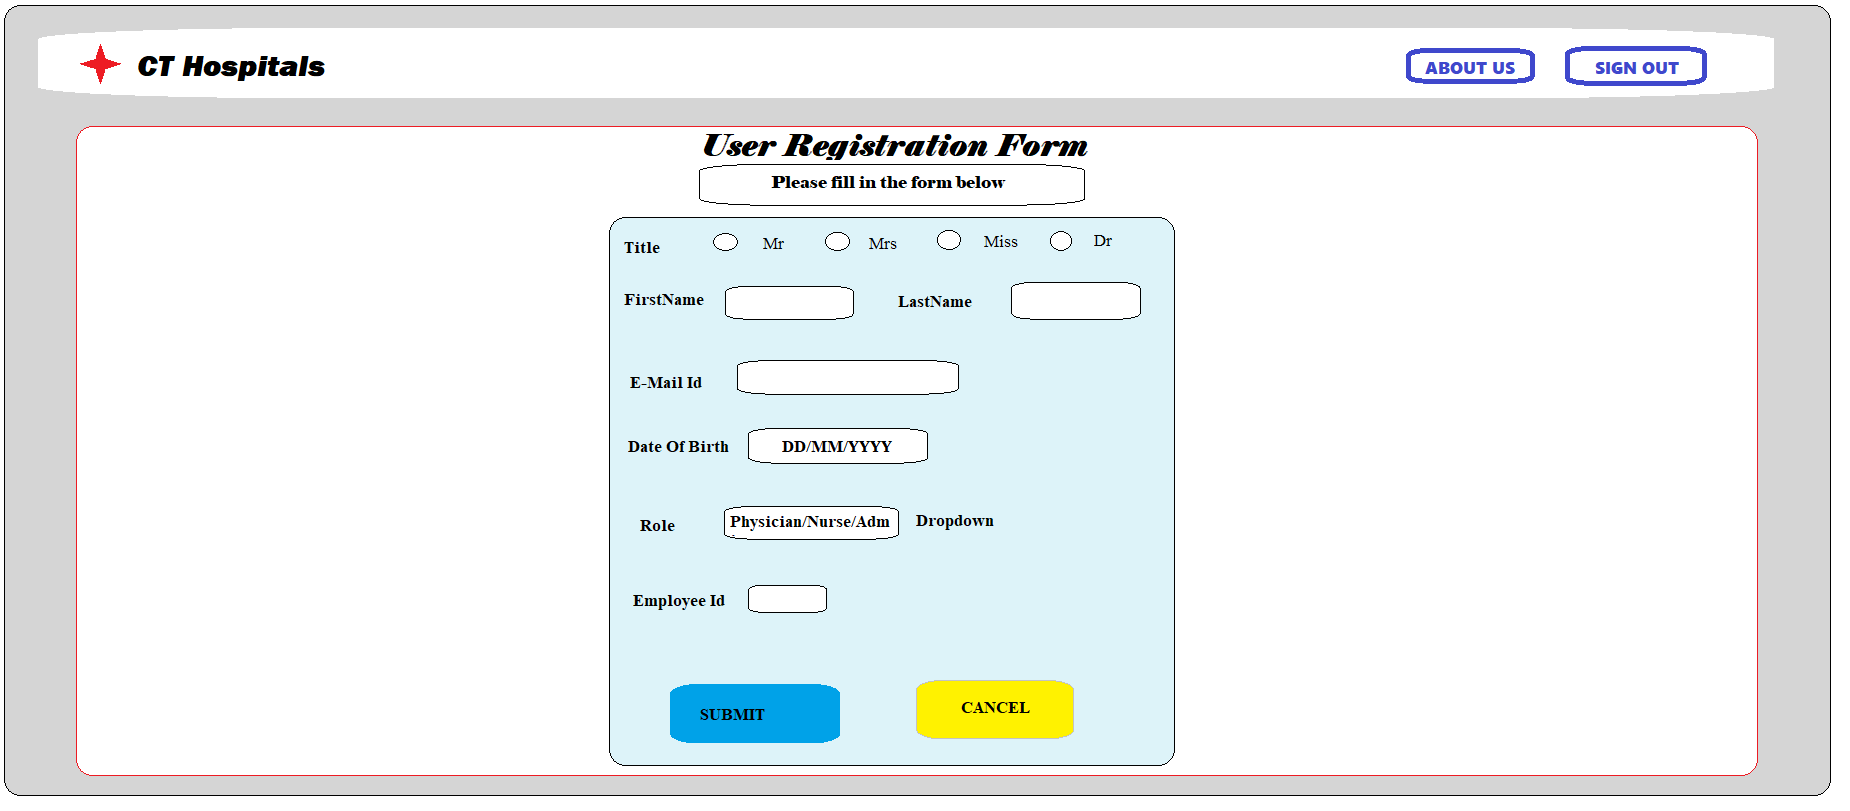 CT Hospitals
ABOUT US
SIGN OUT
User Registration Form
Please fill in the form below
Title Mr Mrs Miss Dr
FirstName LastName
E-Mail Id
Date Of Birth DD/MM/YYYY
Role Physician/Nurse/Adm Dropdown
Employee Id
SUBMIT
CANCEL